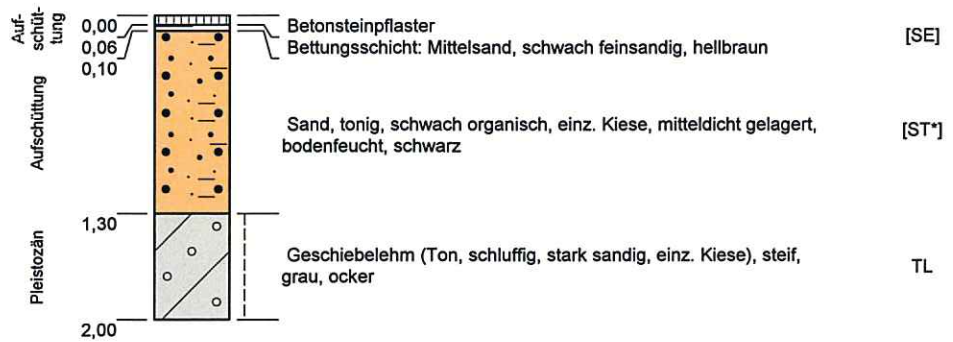 Auf-
schüt-
tung
0,00
Betonsteinpflaster
0,06
Bettungsschicht: Mittelsand, schwach feinsandig, hellbraun
[SE]
0,10
Aufschüttung
Sand, tonig, schwach organisch, einz. Kiese, mitteldicht gelagert,
bodenfeucht, schwarz
[ST*]
1,30
Pleistozän
Geschiebelehm (Ton, schluffig, stark sandig, einz. Kiese), steif,
grau, ocker
TL
2,00